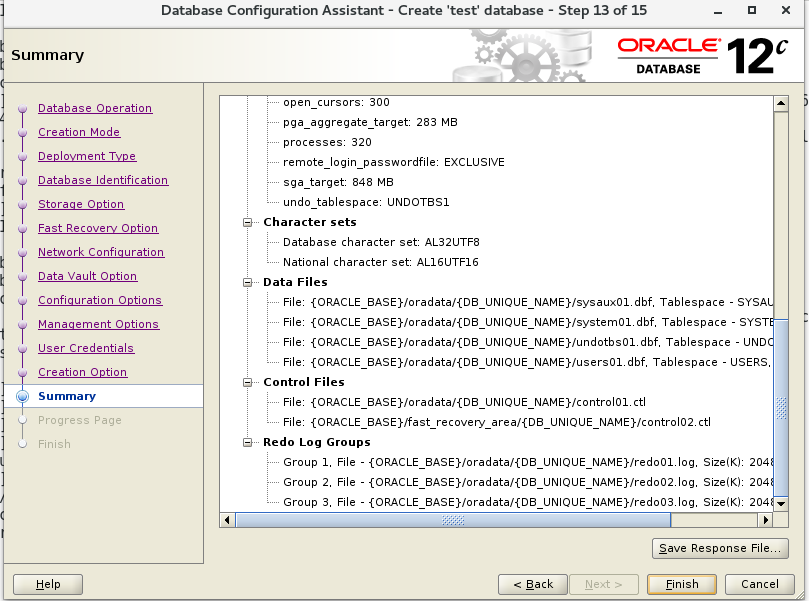 Database Configuration Assistant - Create 'test' database - Step 13 of 15
Summary
ORACLE®
DATABASE
12c
Database Operation
Creation Mode
Deployment Type
Database Identification
Storage Option
Fast Recovery Option
Network Configuration
Data Vault Option
Configuration Options
Management Options
User Credentials
Creation Option
Summary
Progress Page
Finish
open_cursors: 300
pga_aggregate_target: 283 MB
processes: 320
remote_login_passwordfile: EXCLUSIVE
sga_target: 848 MB
undo_tablespace: UNDOTBS1
Character sets
Database character set: AL32UTF8
National character set: AL16UTF16
Data Files
File: {ORACLE_BASE}/oradata/{DB_UNIQUE_NAME}/sysaux01.dbf, Tablespace - SYSAU
File: {ORACLE_BASE}/oradata/{DB_UNIQUE_NAME}/system01.dbf, Tablespace - SYSTE
File: {ORACLE_BASE}/oradata/{DB_UNIQUE_NAME}/undotbs01.dbf, Tablespace - UNDO
File: {ORACLE_BASE}/oradata/{DB_UNIQUE_NAME}/users01.dbf, Tablespace - USERS,
Control Files
File: {ORACLE_BASE}/oradata/{DB_UNIQUE_NAME}/control01.ctl
File: {ORACLE_BASE}/fast_recovery_area/{DB_UNIQUE_NAME}/control02.ctl
Redo Log Groups
Group 1, File - {ORACLE_BASE}/oradata/{DB_UNIQUE_NAME}/redo01.log, Size(K): 2048
Group 2, File - {ORACLE_BASE}/oradata/{DB_UNIQUE_NAME}/redo02.log, Size(K): 2048
Group 3, File - {ORACLE_BASE}/oradata/{DB_UNIQUE_NAME}/redo03.log, Size(K): 2048
Save Response File...
Help
< Back
Next >
Finish
Cancel